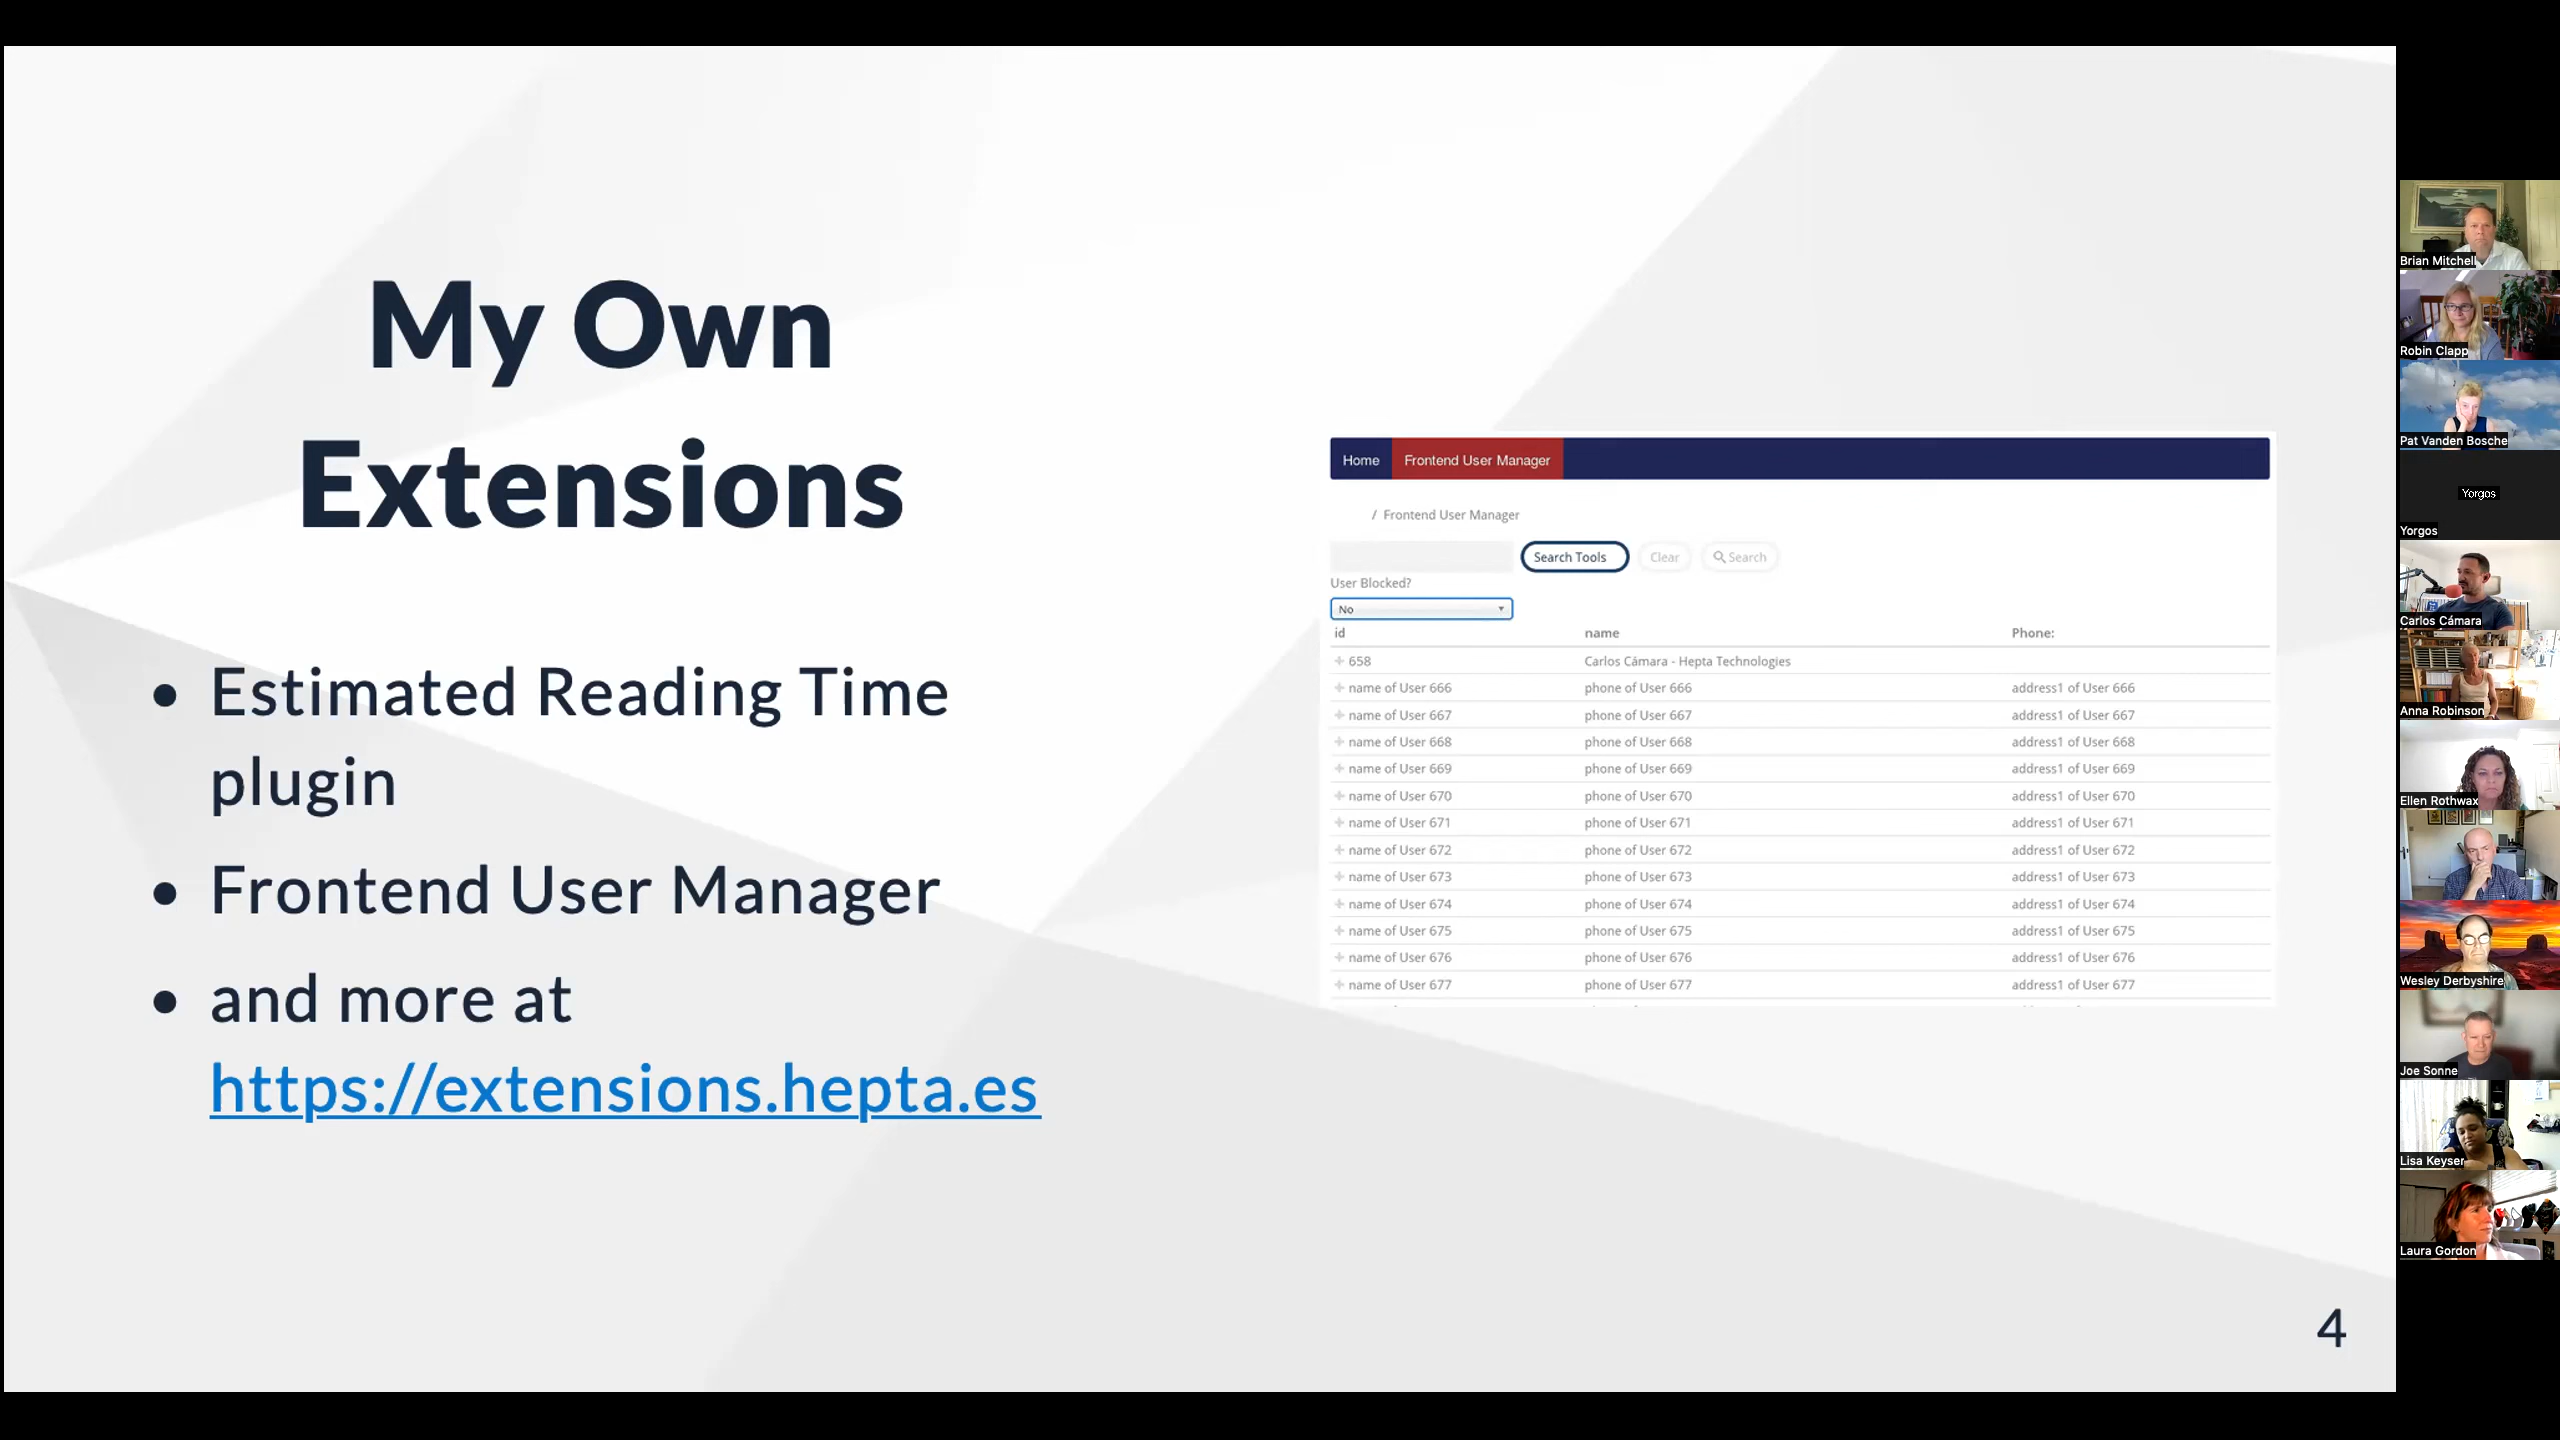 My Own
Extensions
• Estimated Reading Time
plugin
• Frontend User Manager
• and more at
https://extensions.hepta.es
Home Frontend User Manager
/ Frontend User Manager
Search Tools Clear Search
User Blocked?
No
id name Phone:
658 Carlos Cámara - Hepta Technologies
name of User 666 phone of User 666 address1 of User 666
name of User 667 phone of User 667 address1 of User 667
name of User 668 phone of User 668 address1 of User 668
name of User 669 phone of User 669 address1 of User 669
name of User 670 phone of User 670 address1 of User 670
name of User 671 phone of User 671 address1 of User 671
name of User 672 phone of User 672 address1 of User 672
name of User 673 phone of User 673 address1 of User 673
name of User 674 phone of User 674 address1 of User 674
name of User 675 phone of User 675 address1 of User 675
name of User 676 phone of User 676 address1 of User 676
name of User 677 phone of User 677 address1 of User 677
4
Brian Mitchell
Robin Clapp
Pat Vanden Bosche
Yorgos
Yorgos
Carlos Cámara
Anna Robinson
Ellen Rothwax
Wesley Derbyshire
Joe Sonne
Lisa Keyser
Laura Gordon